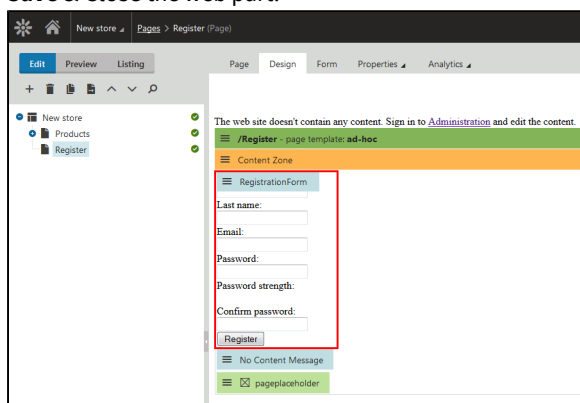 Save & Close the web part.
New store
Pages > Register (Page)
Edit Preview Listing
Page Design Form Properties Analytics
New store
Products
Register
The web site doesn't contain any content. Sign in to Administration and edit the content.
/Register - page template: ad-hoc
Content Zone
RegistrationForm
Last name:
Email:
Password:
Password strength:
Confirm password:
Register
No Content Message
pageplaceholder